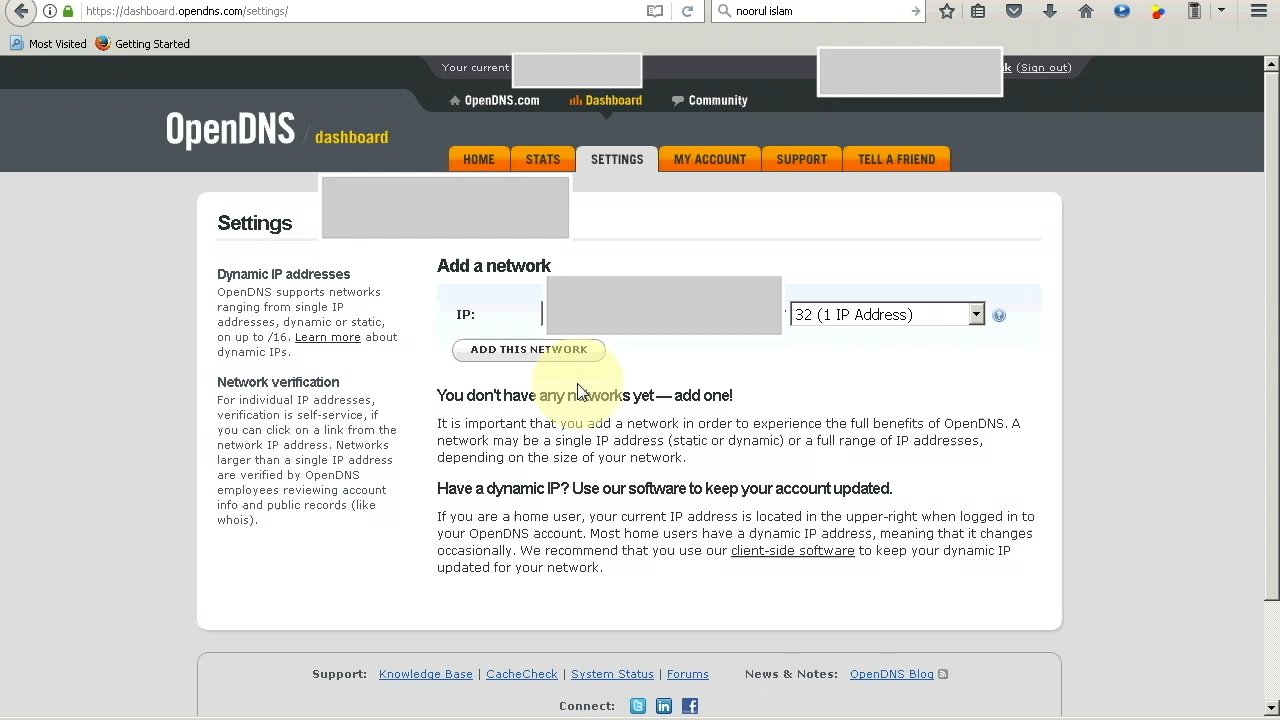 https://dashboard.opendns.com/settings/
noorul islam
Most Visited
Getting Started
Your current
k (Sign out)
OpenDNS.com
Dashboard
Community
OpenDNS / dashboard
HOME
STATS
SETTINGS
MY ACCOUNT
SUPPORT
TELL A FRIEND
Settings
Dynamic IP addresses
OpenDNS supports networks
ranging from single IP
addresses, dynamic or static,
on up to /16. Learn more about
dynamic IPs.
Network verification
For individual IP addresses,
verification is self-service, if
you can click on a link from the
network IP address. Networks
larger than a single IP address
are verified by OpenDNS
employees reviewing account
info and public records (like
whois).
Add a network
IP:
32 (1 IP Address)
ADD THIS NETWORK
You don't have any networks yet — add one!
It is important that you add a network in order to experience the full benefits of OpenDNS. A
network may be a single IP address (static or dynamic) or a full range of IP addresses,
depending on the size of your network.
Have a dynamic IP? Use our software to keep your account updated.
If you are a home user, your current IP address is located in the upper-right when logged in to
your OpenDNS account. Most home users have a dynamic IP address, meaning that it changes
occasionally. We recommend that you use our client-side software to keep your dynamic IP
updated for your network.
Support: Knowledge Base | CacheCheck | System Status | Forums
News & Notes: OpenDNS Blog
Connect: